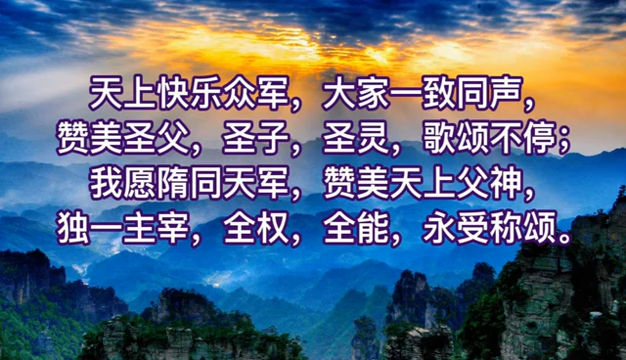 天上快乐众军，大家一致同声，
赞美圣父，圣子，圣灵，歌颂不停；
我愿隋同天军，赞美天上父神，
独一主宰，全权，全能，永受称颂。